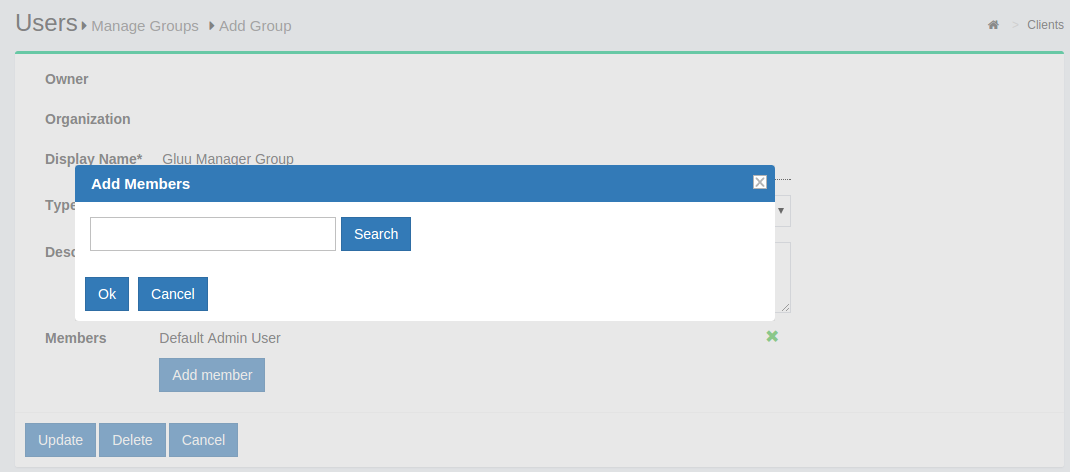 Users Manage Groups Add Group
> Clients
Owner
Organization
Display Name* Gluu Manager Group
Add Members
Type
Search
Desc
Ok Cancel
Members Default Admin User
Add member
Update Delete Cancel